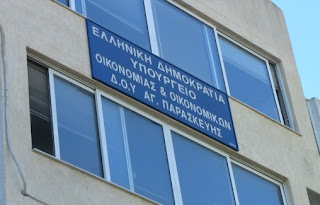 ΕΛΛΗΝΙΚΗ ΔΗΜΟΚΡΑΤΙΑ
ΥΠΟΥΡΓΕΙΟ
ΟΙΚΟΝΟΜΙΑΣ & ΟΙΚΟΝΟΜΙΚΩΝ
Δ.Ο.Υ ΑΓ. ΠΑΡΑΣΚΕΥΗΣ